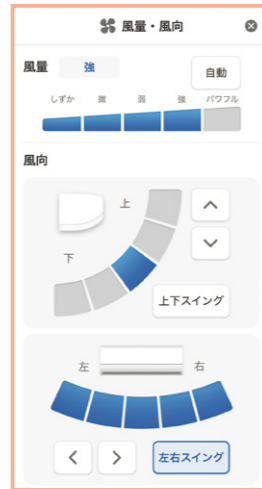 風量・風向
風量 強 自動
しずか 微 弱 強 パワフル
風向
上
下
上下スイング
左 右
左右スイング